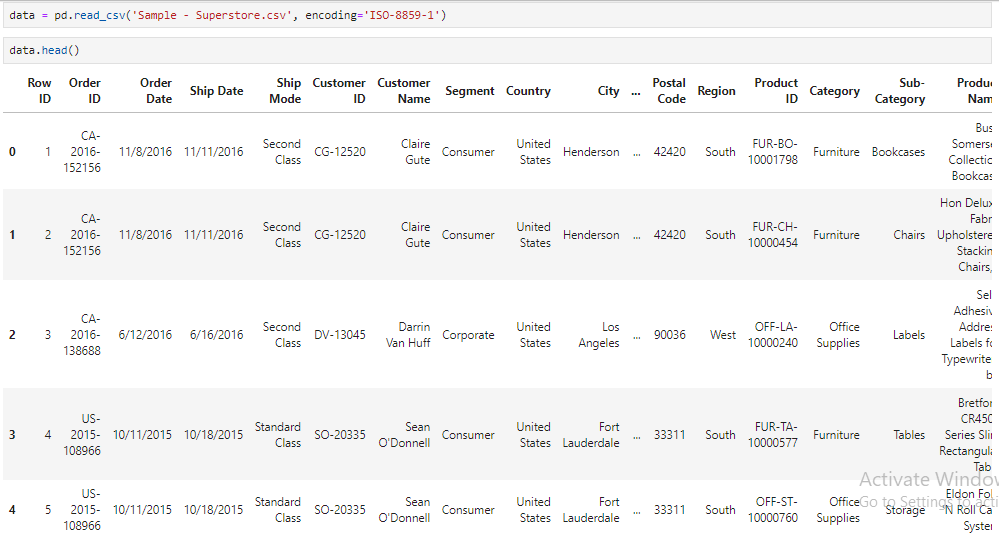 data = pd.read_csv('Sample - Superstore.csv', encoding='ISO-8859-1')
data.head()
Row Order Order Ship Customer Customer Postal Product Sub- Produc
Ship Date Segment Country City ... Region Category
ID ID Date Mode ID Name Code ID Category Nam
Bus
CA-
Second Claire United FUR-BO- Somerse
0 1 2016- 11/8/2016 11/11/2016 CG-12520 Consumer Henderson ... 42420 South Furniture Bookcases
Class Gute States 10001798 Collectic
152156
Bookcas
Hon Delux
CA- Fabr
Second Claire United FUR-CH-
1 2 2016- 11/8/2016 11/11/2016 CG-12520 Consumer Henderson ... 42420 South Furniture Chairs Upholstere
Class Gute States 10000454
152156 Stackin
Chairs,
Sel
Adhesiv
CA- Addres
Second Darrin United Los OFF-LA- Office
2 3 2016- 6/12/2016 6/16/2016 DV-13045 Corporate ... 90036 West Labels
Class Van Huff States Angeles 10000240 Supplies Labels fo
138688 Typewrite
b
Bretfor
US- CR450
Standard Sean United Fort FUR-TA-
3 4 2015- 10/11/2015 10/18/2015 SO-20335 Consumer ... 33311 South Furniture Tables Series Sli
Class O'Donnell States Lauderdale 10000577
108966 Rectangula
Tab
US- Eldon Fol
Standard Sean United Fort OFF-ST- Office
4 5 2015- 10/11/2015 10/18/2015 SO-20335 Consumer ... 33311 South Storage 'N Roll Ca
Class O'Donnell States Lauderdale 10000760 Supplies
108966 Syste
Activate Window
Go to Settings to acti